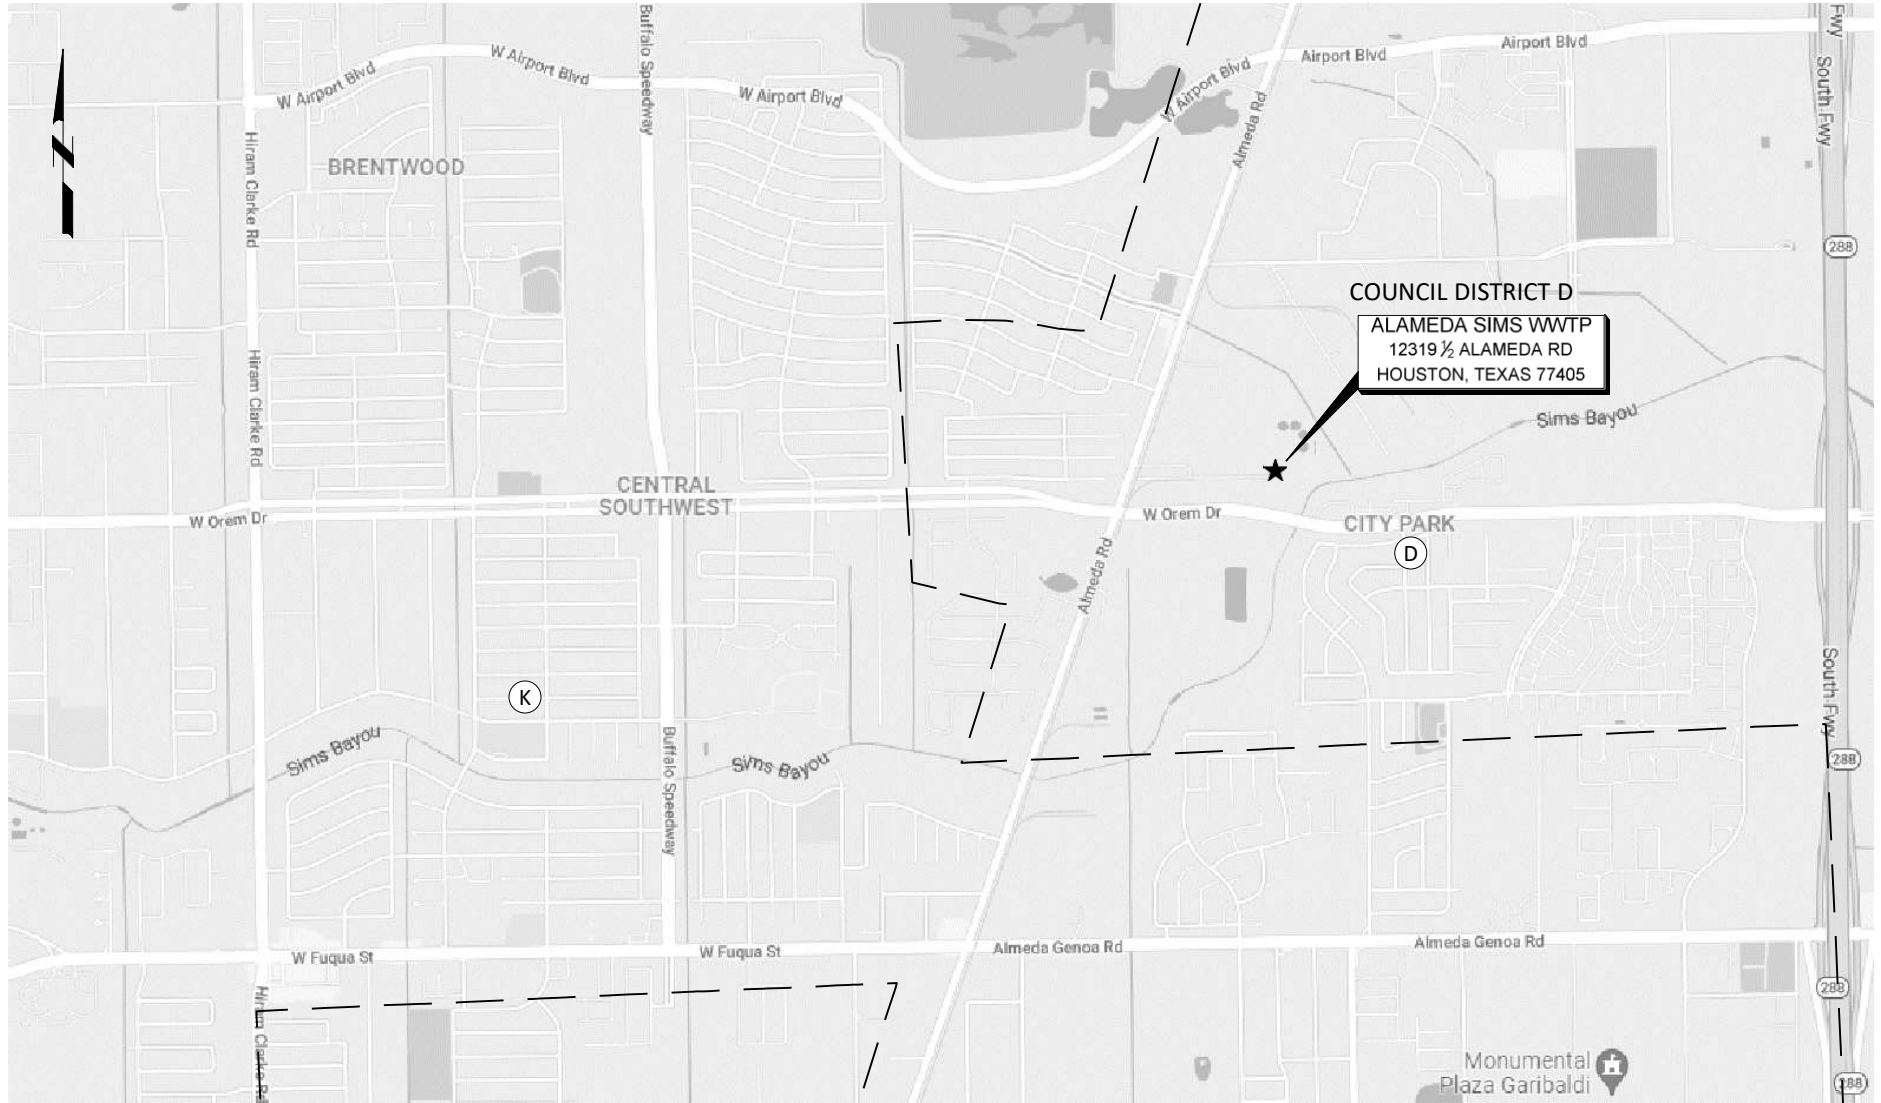 Fwy
Airport Blvd
Airport Blvd
W Airport Blvd
W Airport Blvd
W Airport Blvd
W Airport Blvd
Buffalo Speedway
South Fwy
Almeda Rd
N
BRENTWOOD
Hiram Clarke Rd
288
COUNCIL DISTRICT D
ALAMEDA SIMS WWTP
12319 ½ ALAMEDA RD
HOUSTON, TEXAS 77405
Hiram Clarke Rd
Sims Bayou
CENTRAL
SOUTHWEST
W Orem Dr
W Orem Dr
CITY PARK
D
Almeda Rd
K
South Fwy
Sims Bayou
Sims Bayou
288
Buffalo Speedway
W Fuqua St
W Fuqua St
Almeda Genoa Rd
Almeda Genoa Rd
288
Hiram Clarke Rd
Monumental
Plaza Garibaldi
288